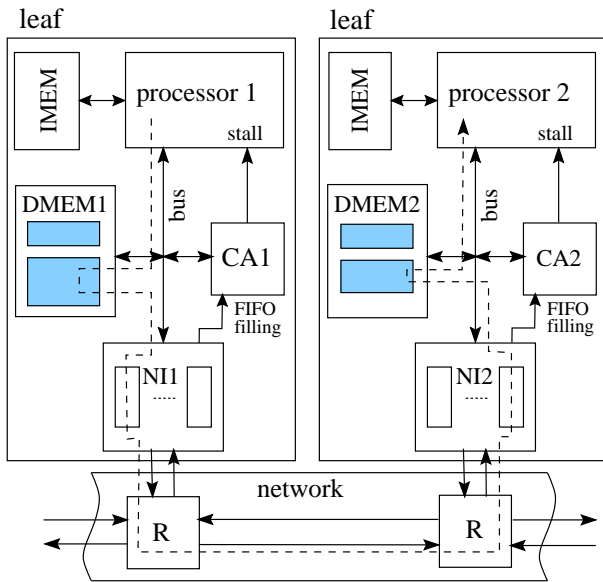 leaf
IMEM
processor 1
stall
DMEM1
bus
CA1
FIFO
filling
NI1
leaf
IMEM
processor 2
stall
DMEM2
bus
CA2
FIFO
filling
NI2
network
R
R